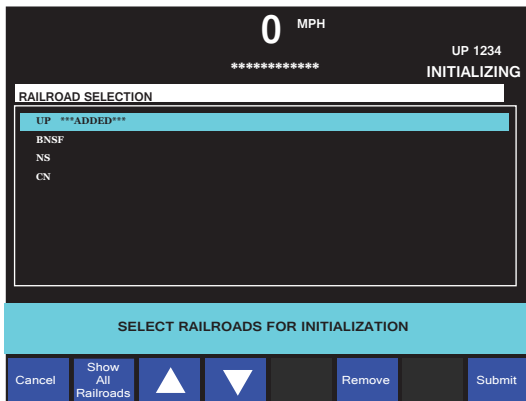 0 MPH
UP 1234
************
INITIALIZING
RAILROAD SELECTION
UP ***ADDED***
BNSF
NS
CN
SELECT RAILROADS FOR INITIALIZATION
Cancel
Show
All
Railroads
Remove
Submit